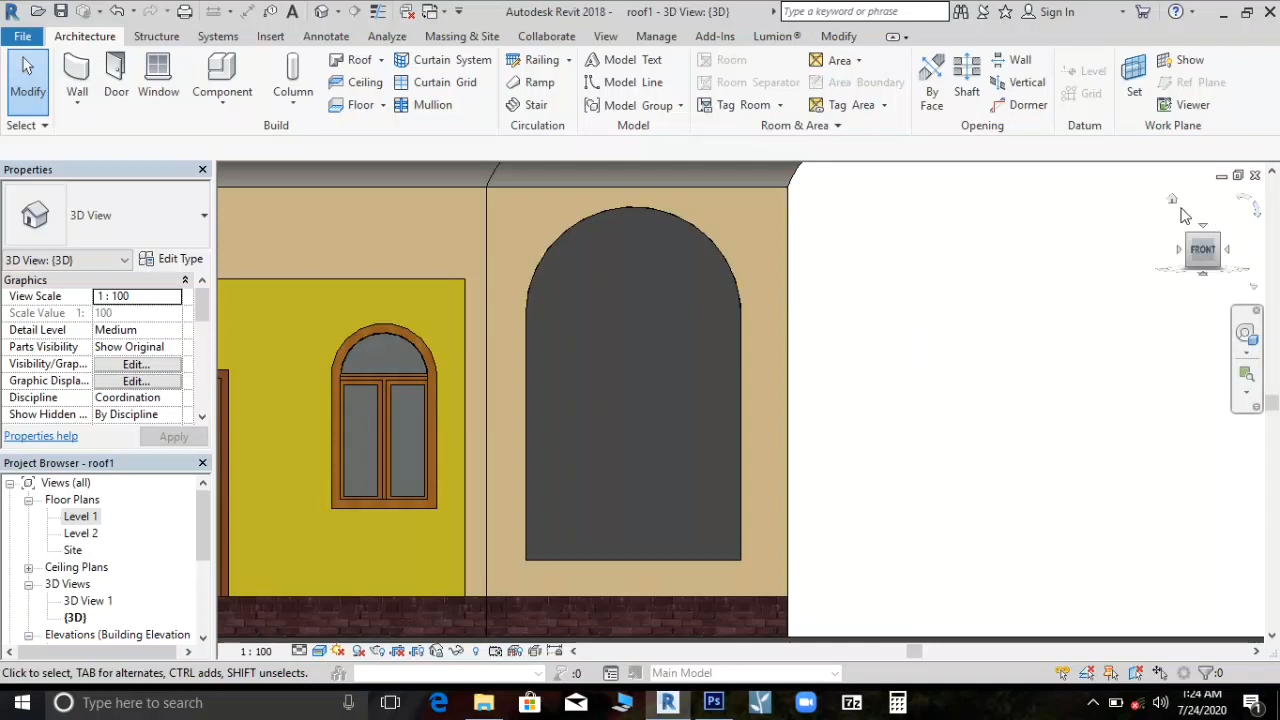 Autodesk Revit 2018 - roof1 - 3D View: {3D}
Type a keyword or phrase
Sign In
File Architecture Structure Systems Insert Annotate Analyze Massing & Site Collaborate View Manage Add-Ins Lumion® Modify
Modify
Select
Wall
Door
Window
Component
Column
Roof
Ceiling
Floor
Curtain System
Curtain Grid
Mullion
Build
Railing
Ramp
Stair
Circulation
Model Text
Model Line
Model Group
Model
Room
Room Separator
Tag Room
Area
Area Boundary
Tag Area
Room & Area
By Face
Shaft
Wall
Vertical
Dormer
Opening
Level
Grid
Datum
Set
Show
Ref Plane
Viewer
Work Plane
Properties
3D View
3D View: {3D}
Edit Type
Graphics
View Scale 1 : 100
Scale Value 1: 100
Detail Level Medium
Parts Visibility Show Original
Visibility/Grap... Edit...
Graphic Displa... Edit...
Discipline Coordination
Show Hidden By Discipline
Properties help
Apply
Project Browser - roof1
Views (all)
Floor Plans
Level 1
Level 2
Site
Ceiling Plans
3D Views
3D View 1
{3D}
Elevations (Building Elevation
FRONT
1 : 100
Click to select, TAB for alternates, CTRL adds, SHIFT unselects.
:0
Main Model
:0
Type here to search
1:24 AM
7/24/2020